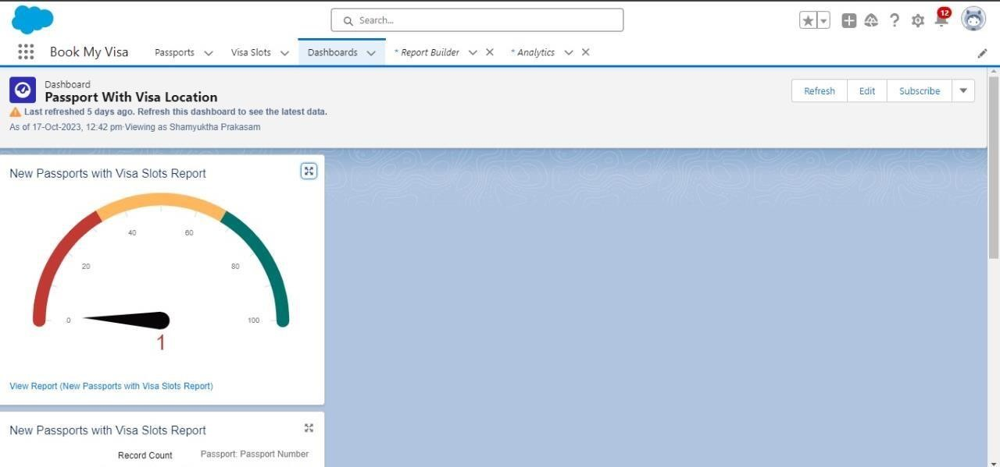 Search...
12
Book My Visa
Passports
Visa Slots
Dashboards
* Report Builder
* Analytics
Dashboard
Passport With Visa Location
Last refreshed 5 days ago. Refresh this dashboard to see the latest data.
As of 17-Oct-2023, 12:42 pm·Viewing as Shamyuktha Prakasam
Refresh
Edit
Subscribe
New Passports with Visa Slots Report
40
60
20
80
0
100
1
View Report (New Passports with Visa Slots Report)
New Passports with Visa Slots Report
Record Count
Passport: Passport Number